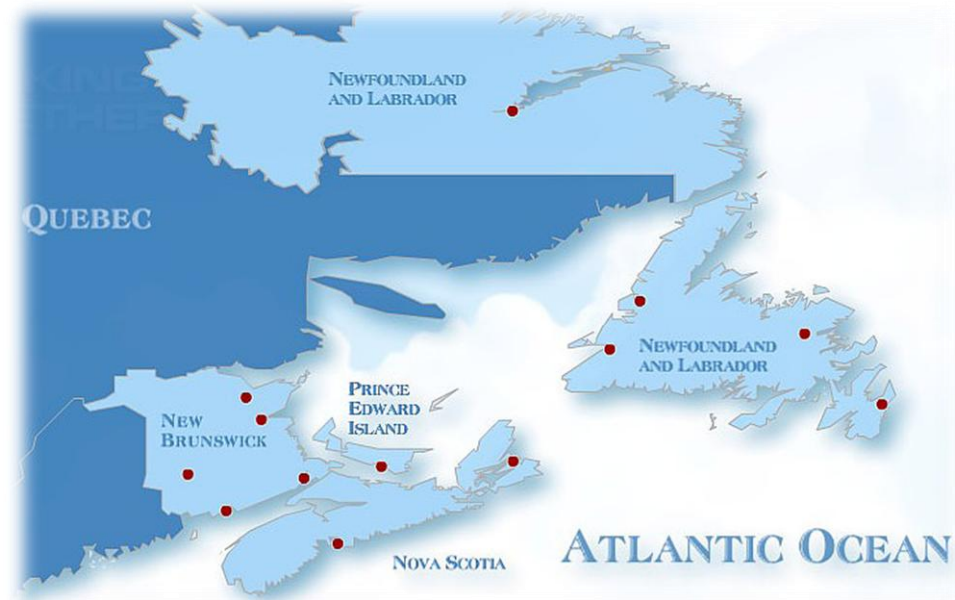 NEWFOUNDLAND
AND LABRADOR
QUEBEC
NEWFOUNDLAND
AND LABRADOR
PRINCE
EDWARD
ISLAND
NEW
BRUNSWICK
NOVA SCOTIA
ATLANTIC OCEAN